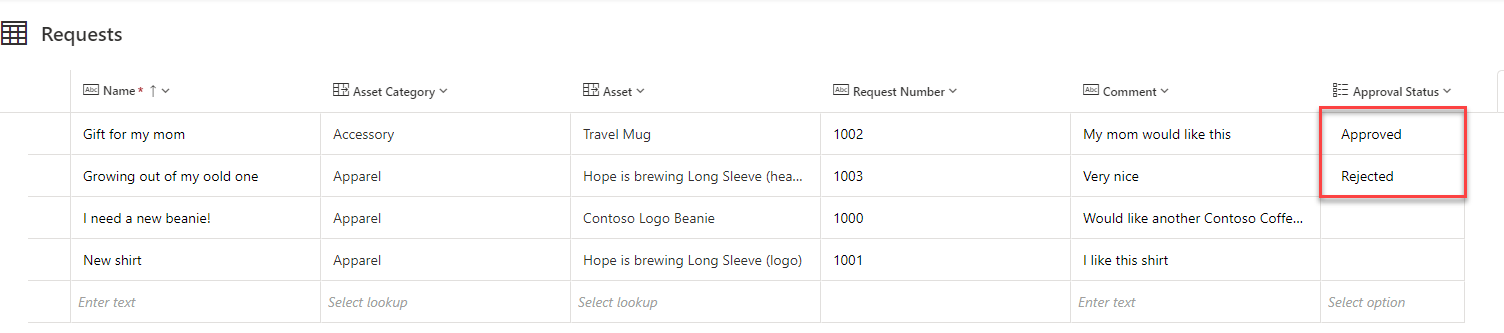 Requests
Name * Asset Category Asset Request Number Comment Approval Status
Gift for my mom Accessory Travel Mug 1002 My mom would like this Approved
Growing out of my oold one Apparel Hope is brewing Long Sleeve (hea... 1003 Very nice Rejected
I need a new beanie! Apparel Contoso Logo Beanie 1000 Would like another Contoso Coffe...
New shirt Apparel Hope is brewing Long Sleeve (logo) 1001 I like this shirt
Enter text Select lookup Select lookup Enter text Select option